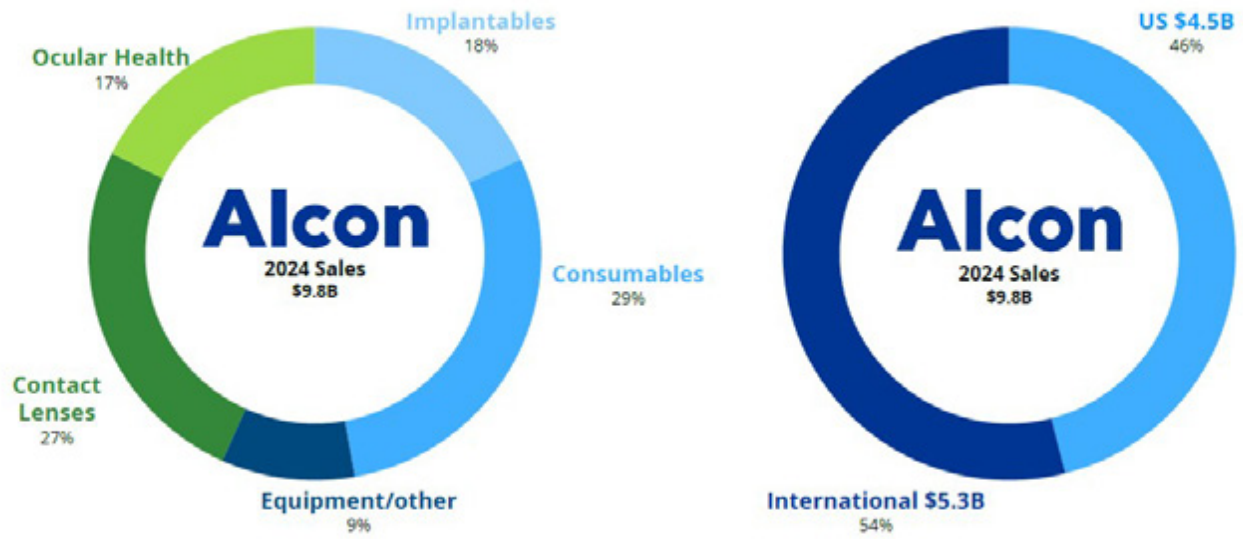 Implantables
18%
Ocular Health
17%
Alcon
2024 Sales
$9.8B
Consumables
29%
Contact
Lenses
27%
Equipment/other
9%
US $4.5B
46%
Alcon
2024 Sales
$9.8B
International $5.3B
54%